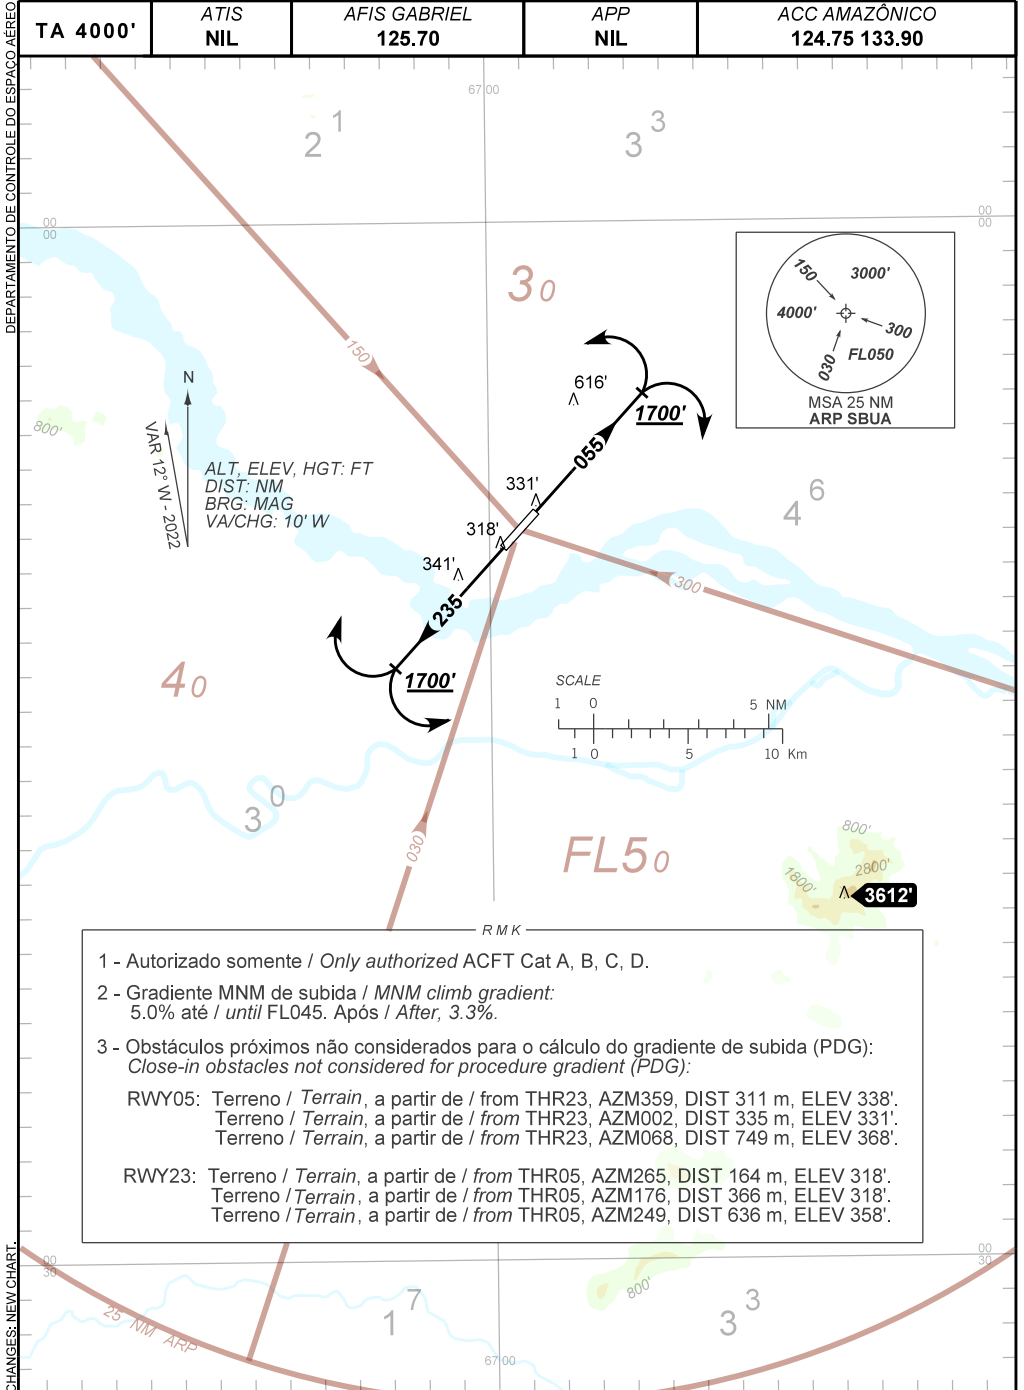 TA 4000'
ATIS
NIL
AFIS GABRIEL
125.70
APP
NIL
ACC AMAZÔNICO
124.75 133.90
DEPARTAMENTO DE CONTROLE DO ESPAÇO AÉREO
67 00
2 1
3 3
00
00
00
00
30
150
3000'
4000'
300
FL050
030
MSA 25 NM
ARP SBUA
150
616'
1700'
055
N
VAR 12° W - 2022
800'
ALT, ELEV, HGT: FT
DIST: NM
BRG: MAG
VA/CHG: 10' W
331'
318'
341'
4 6
235
300
40
1700'
SCALE
1 0 5 NM
1 0 5 10 Km
3 0
030
FL50
800'
2800'
1800'
3612'
RMK
1 - Autorizado somente / Only authorized ACFT Cat A, B, C, D.
2 - Gradiente MNM de subida / MNM climb gradient:
5.0% até / until FL045. Após / After, 3.3%.
3 - Obstáculos próximos não considerados para o cálculo do gradiente de subida (PDG):
Close-in obstacles not considered for procedure gradient (PDG):
RWY05: Terreno / Terrain, a partir de / from THR23, AZM359, DIST 311 m, ELEV 338'.
Terreno / Terrain, a partir de / from THR23, AZM002, DIST 335 m, ELEV 331'.
Terreno / Terrain, a partir de / from THR23, AZM068, DIST 749 m, ELEV 368'.
RWY23: Terreno / Terrain, a partir de / from THR05, AZM265, DIST 164 m, ELEV 318'.
Terreno / Terrain, a partir de / from THR05, AZM176, DIST 366 m, ELEV 318'.
Terreno / Terrain, a partir de / from THR05, AZM249, DIST 636 m, ELEV 358'.
00
30
00
30
800'
25 NM ARP
1 7
3 3
67 00
CHANGES: NEW CHART.